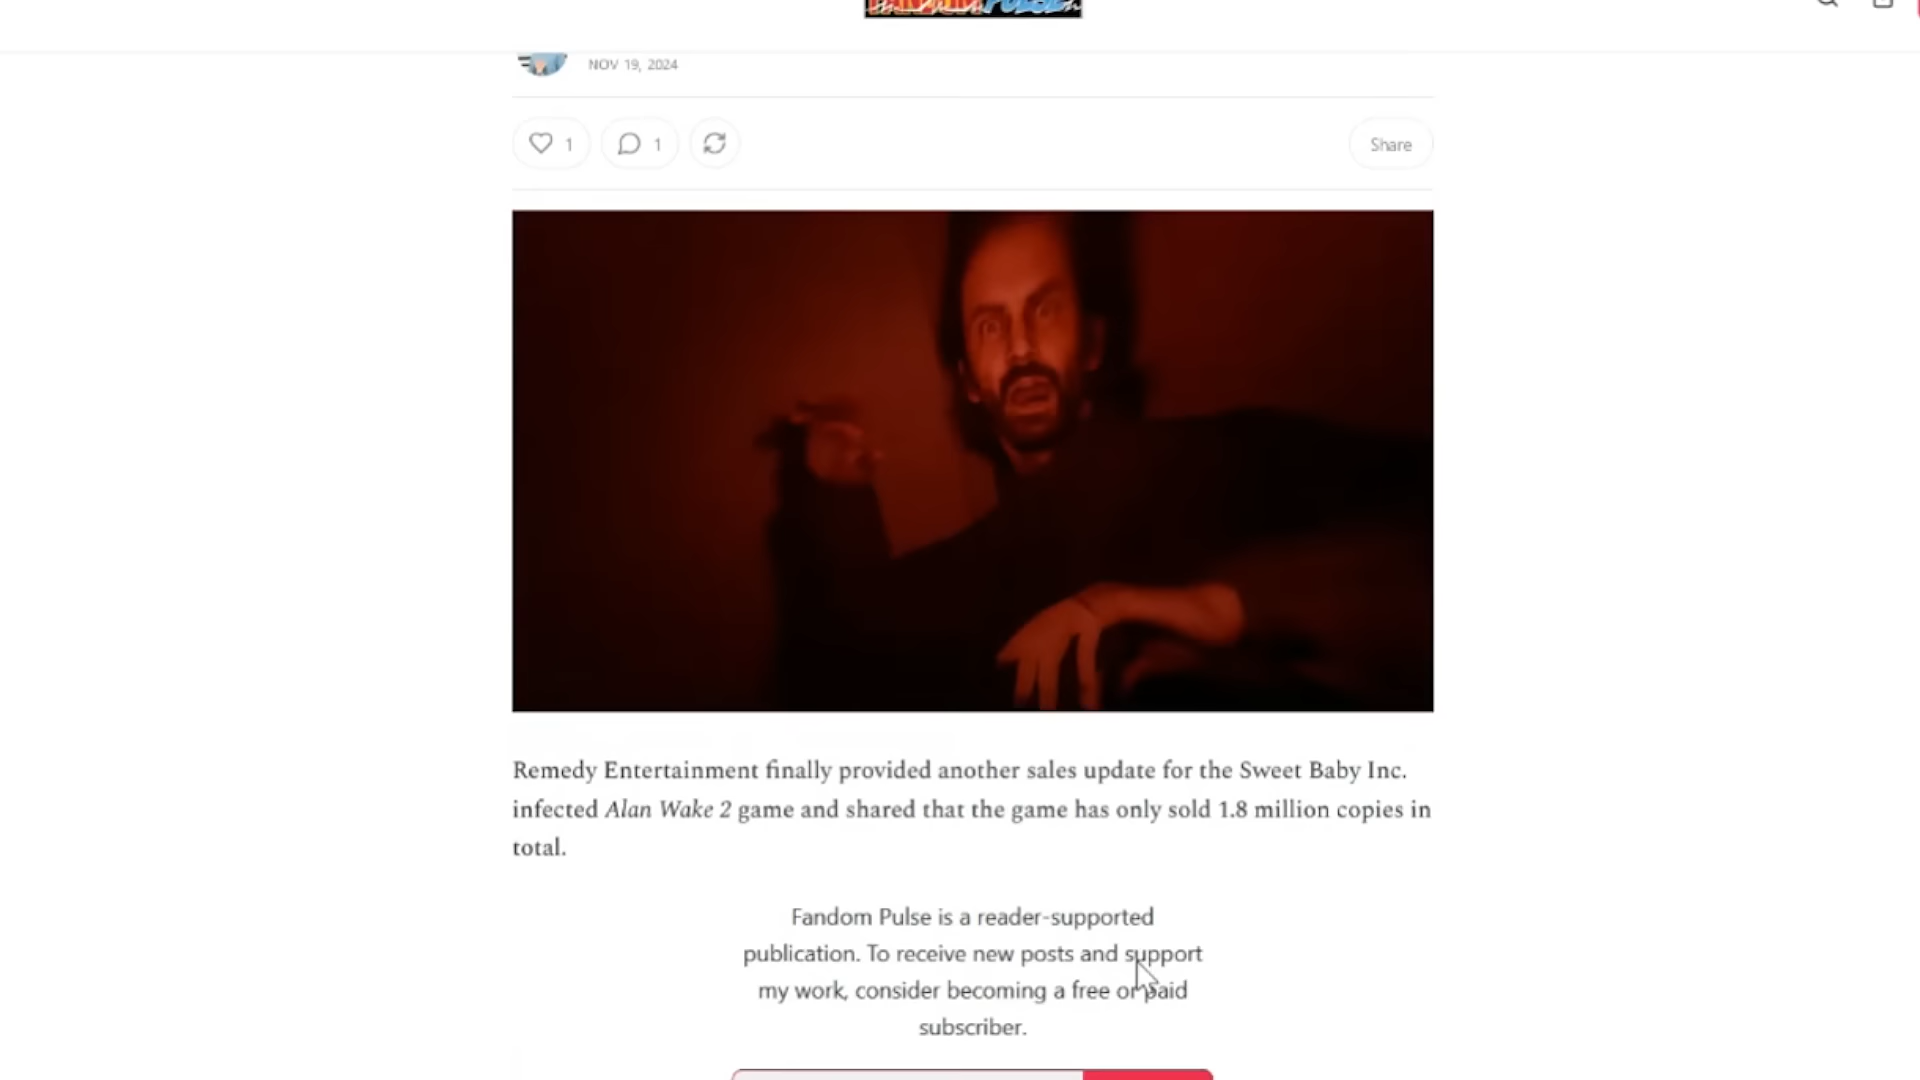 NOV 19, 2024
1
1
Share
Remedy Entertainment finally provided another sales update for the Sweet Baby Inc.
infected Alan Wake 2 game and shared that the game has only sold 1.8 million copies in
total.
Fandom Pulse is a reader-supported
publication. To receive new posts and support
my work, consider becoming a free or paid
subscriber.